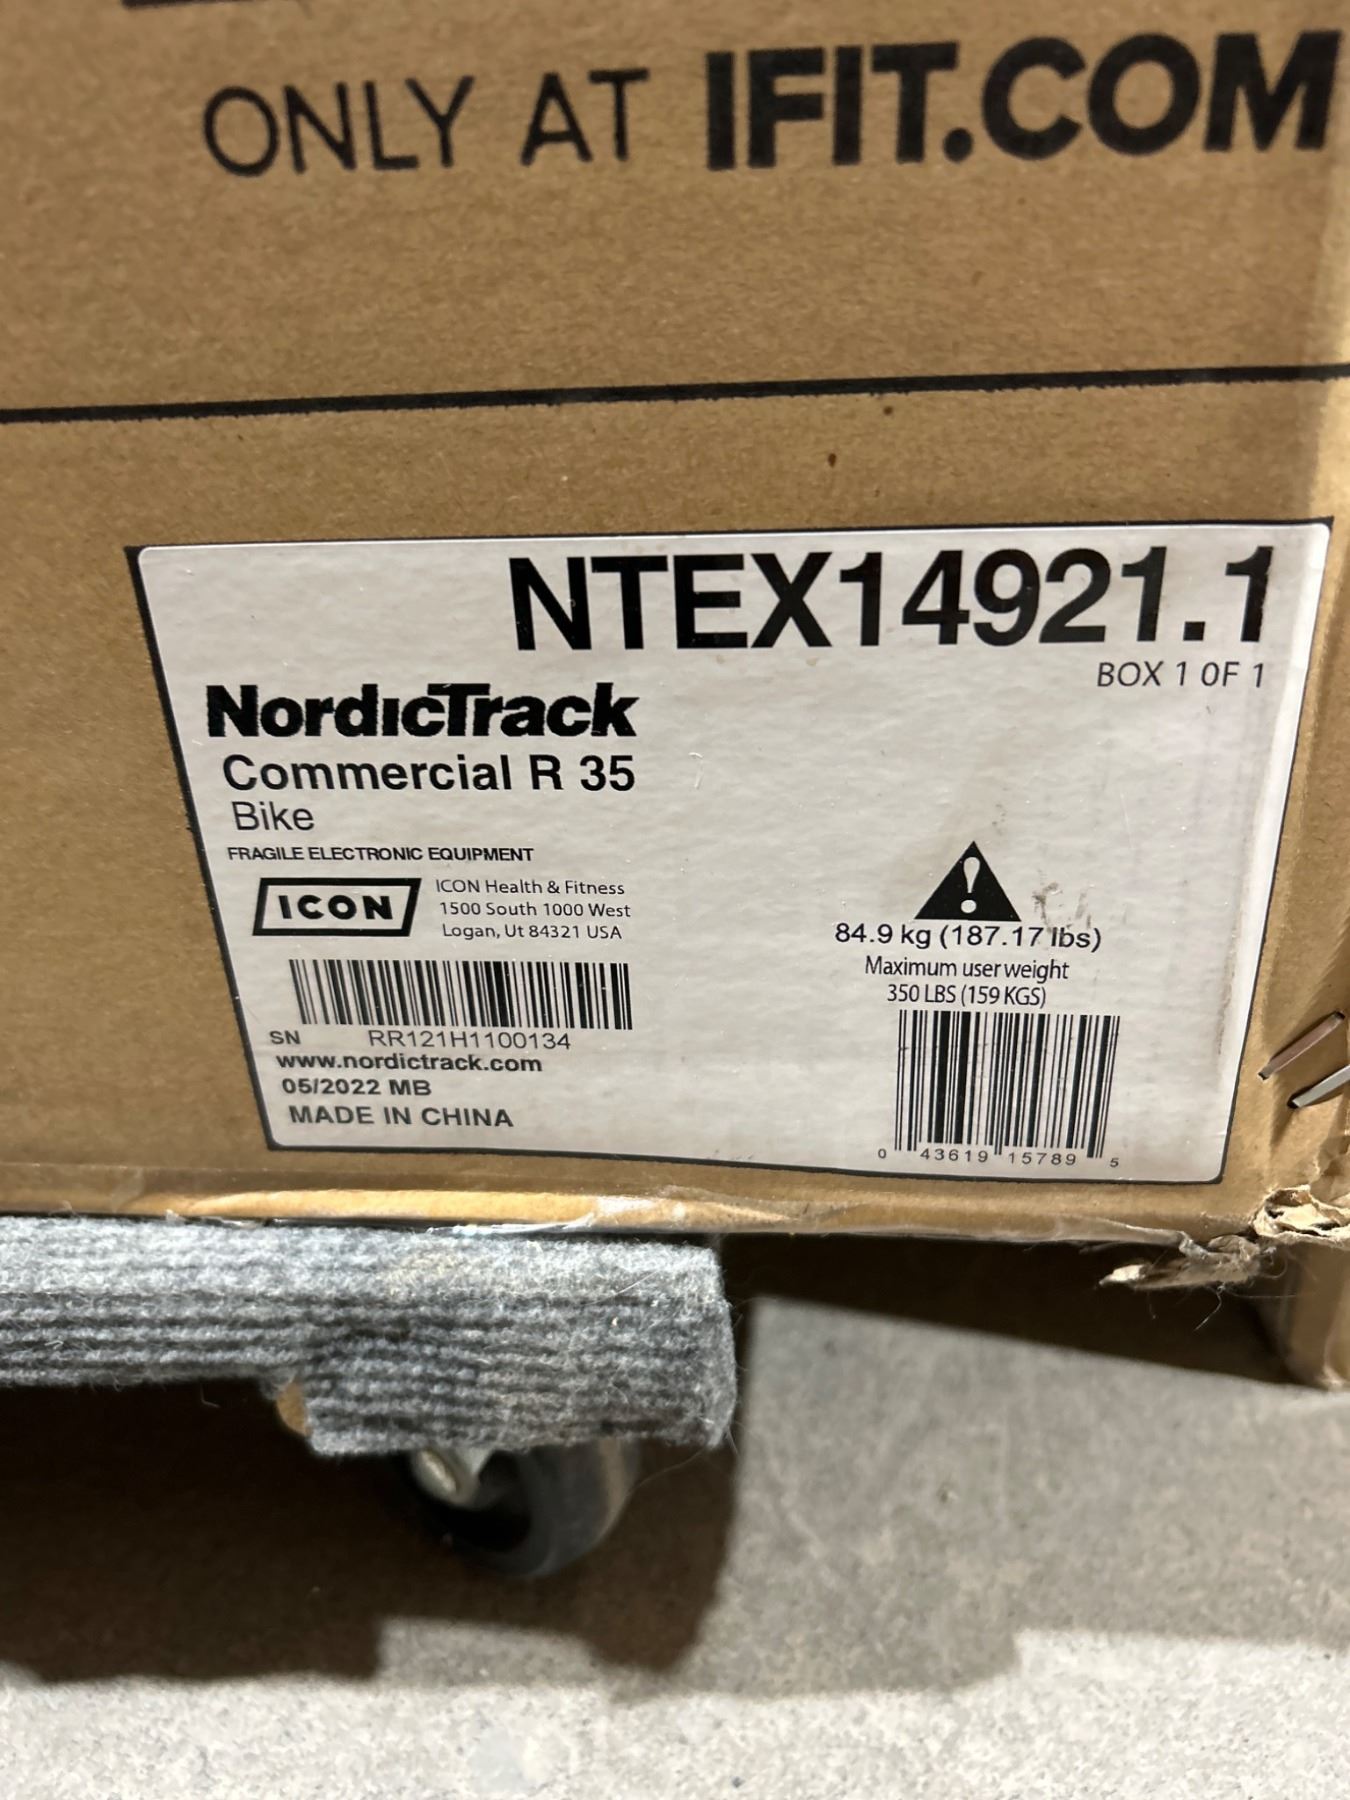 ONLY AT IFIT.COM
NTEX14921.1
BOX 1 OF 1
NordicTrack
Commercial R 35
Bike
FRAGILE ELECTRONIC EQUIPMENT
ICON
ICON Health & Fitness
1500 South 1000 West
Logan, Ut 84321 USA
84.9 kg (187.17 lbs)
Maximum user weight
350 LBS (159 KGS)
SN RR121H1100134
www.nordictrack.com
05/2022 MB
MADE IN CHINA
0 43619 15789 5